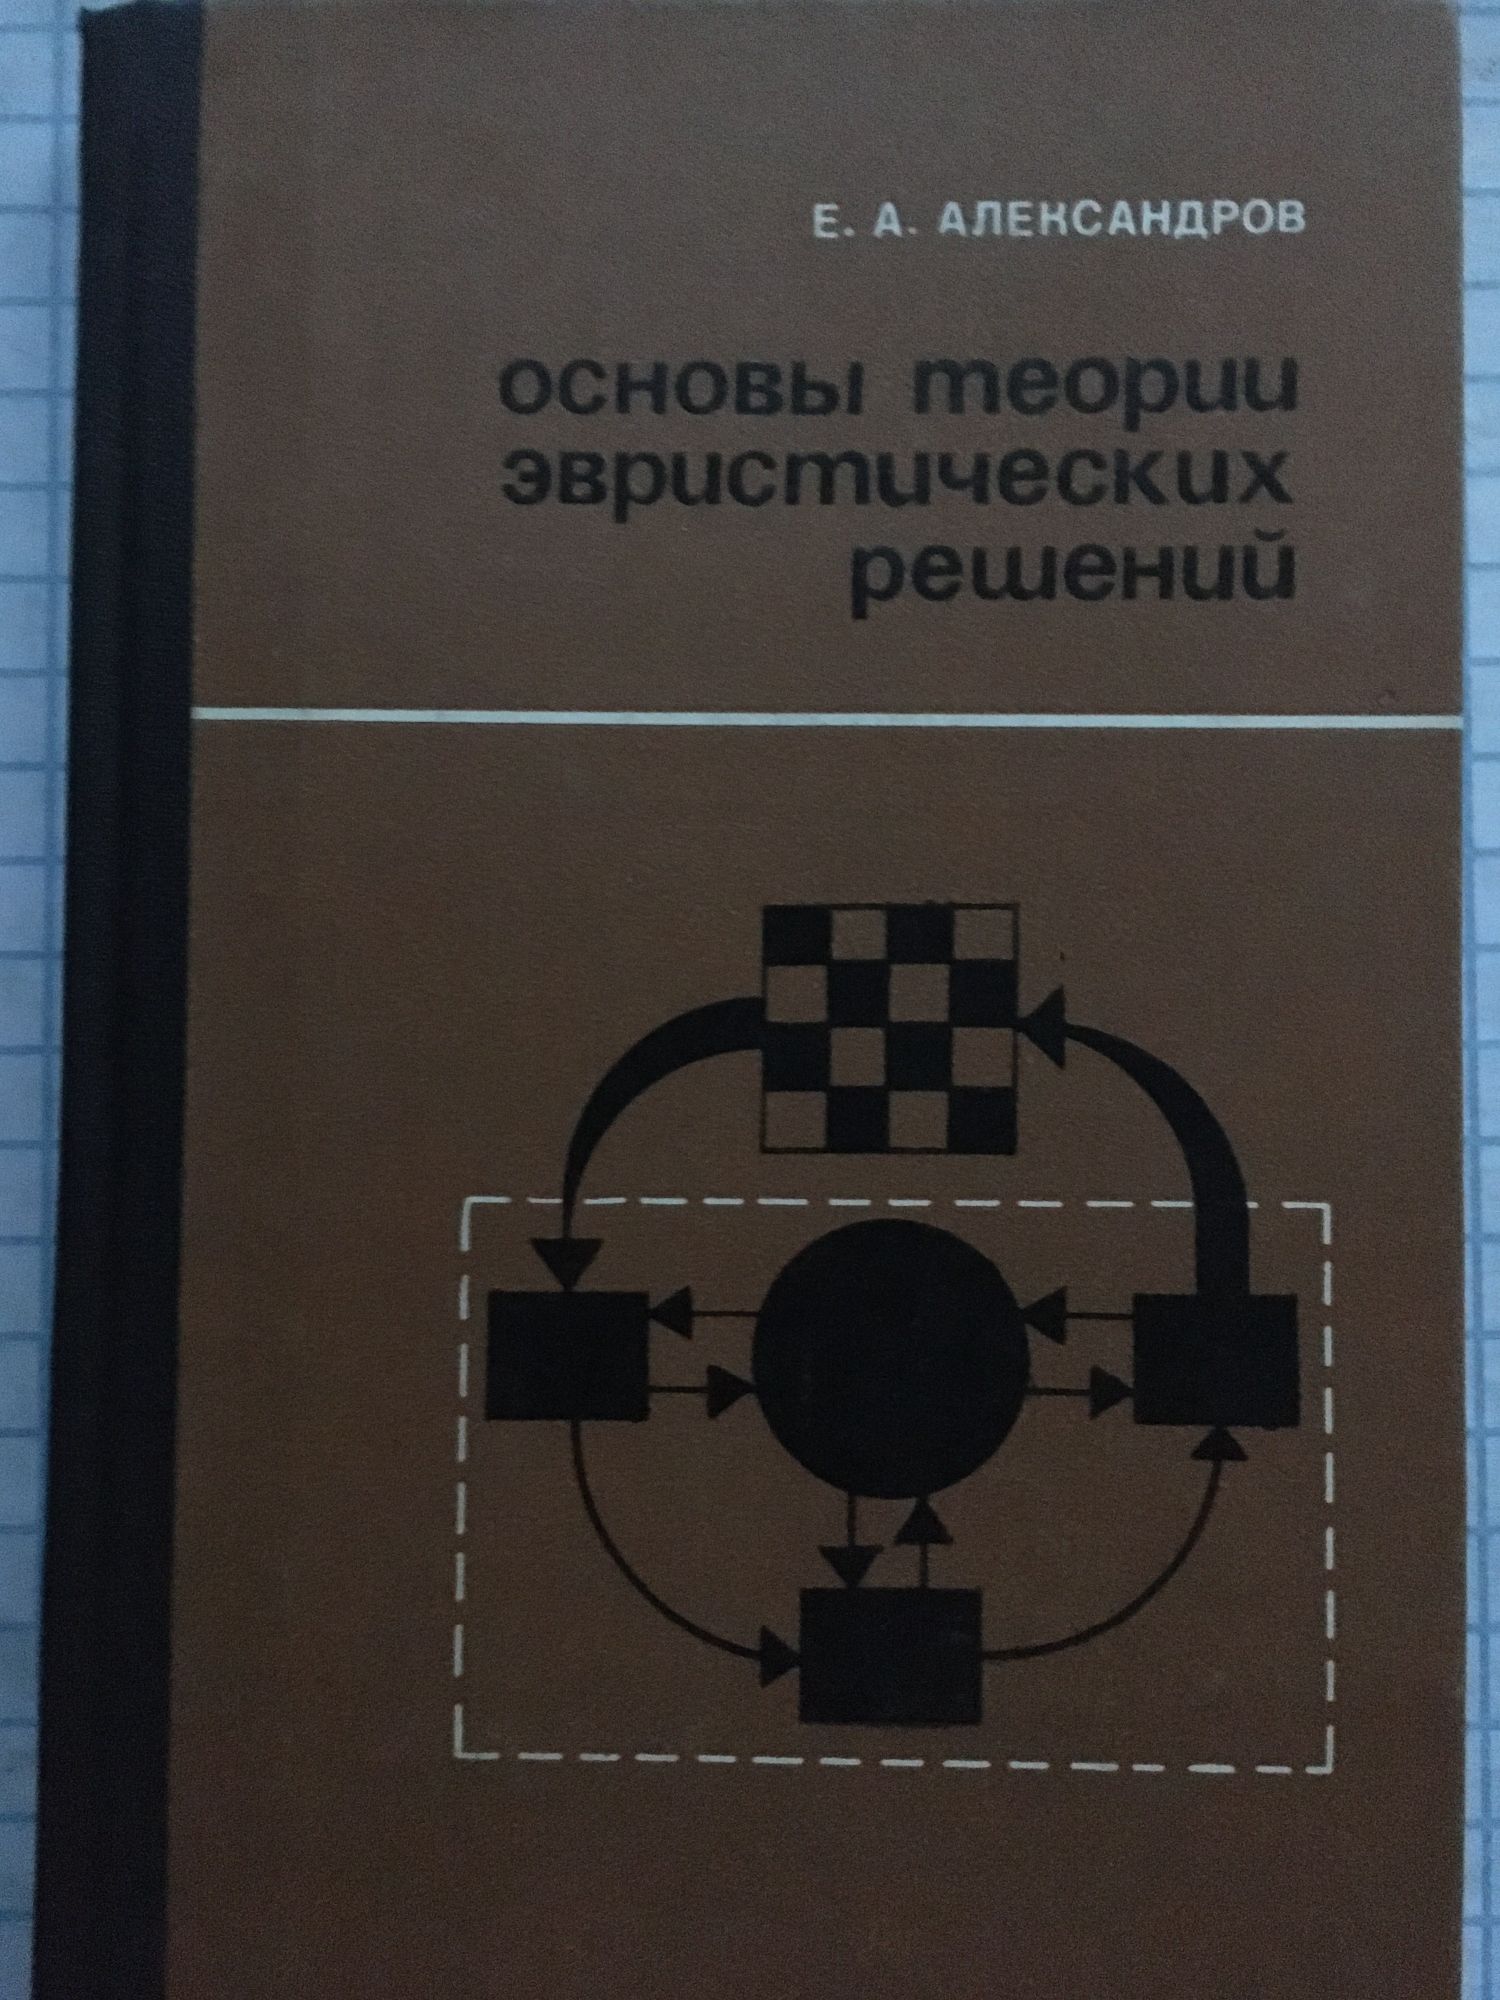 Е. А. АЛЕКСАНДРОВ
основы теории
эвристических
решений